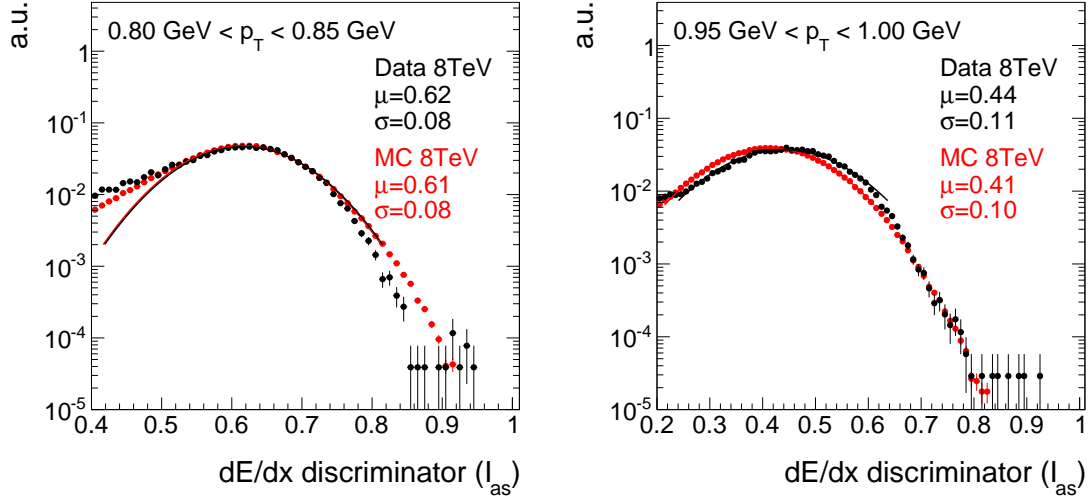 a.u.
0.80 GeV < p_T < 0.85 GeV
Data 8TeV
μ=0.62
σ=0.08
MC 8TeV
μ=0.61
σ=0.08
1
10^-1
10^-2
10^-3
10^-4
10^-5
0.4 0.5 0.6 0.7 0.8 0.9 1
dE/dx discriminator (I_as)
a.u.
0.95 GeV < p_T < 1.00 GeV
Data 8TeV
μ=0.44
σ=0.11
MC 8TeV
μ=0.41
σ=0.10
1
10^-1
10^-2
10^-3
10^-4
10^-5
0.2 0.3 0.4 0.5 0.6 0.7 0.8 0.9 1
dE/dx discriminator (I_as)